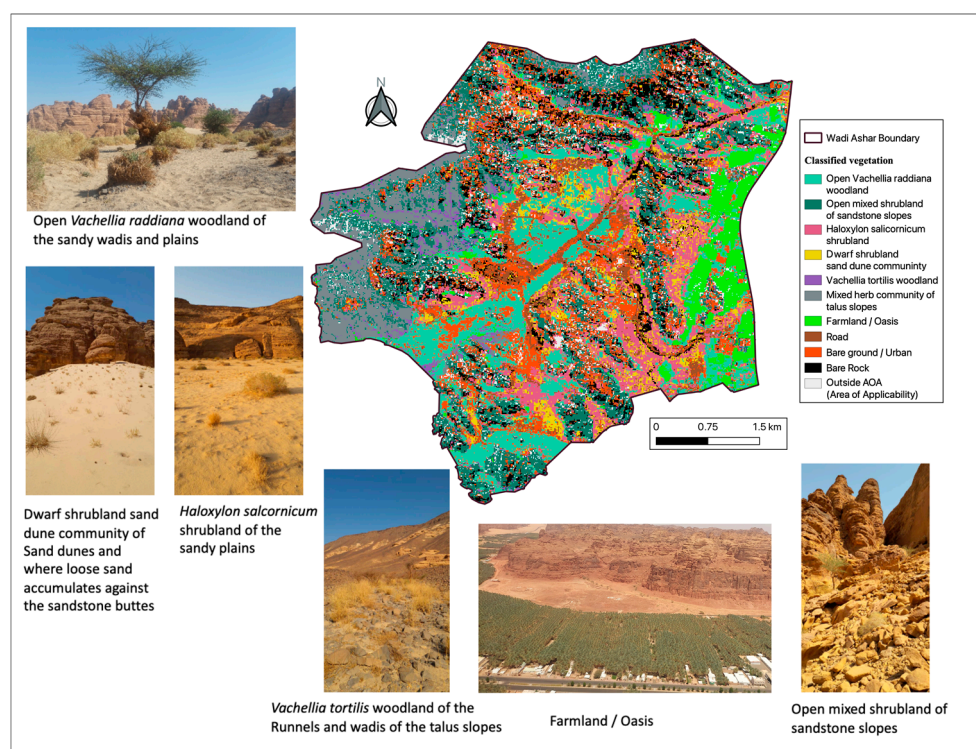 N
Open Vachellia raddiana woodland of
the sandy wadis and plains
Wadi Ashar Boundary
Classified vegetation
Open Vachellia raddiana
woodland
Open mixed shrubland
of sandstone slopes
Haloxylon salicornicum
shrubland
Dwarf shrubland
sand dune communinty
Vachellia tortilis woodland
Mixed herb community of
talus slopes
Farmland / Oasis
Road
Bare ground / Urban
Bare Rock
Outside AOA
(Area of Applicability)
0 0.75 1.5 km
Dwarf shrubland sand
dune community of
Sand dunes and
where loose sand
accumulates against
the sandstone buttes
Haloxylon salcornicum
shrubland of the
sandy plains
Vachellia tortilis woodland of the
Runnels and wadis of the talus slopes
Farmland / Oasis
Open mixed shrubland of
sandstone slopes